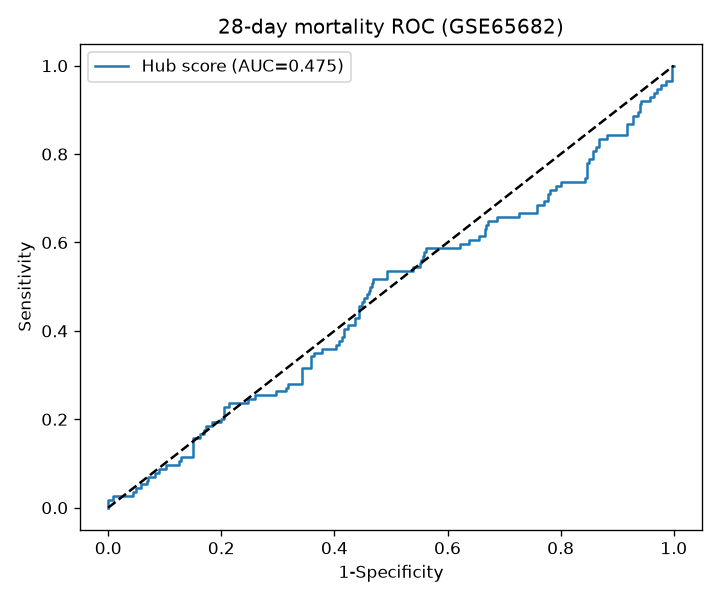 28-day mortality ROC (GSE65682)
Hub score (AUC=0.475)
1.0
0.8
0.6
0.4
0.2
0.0
Sensitivity
0.0 0.2 0.4 0.6 0.8 1.0
1-Specificity